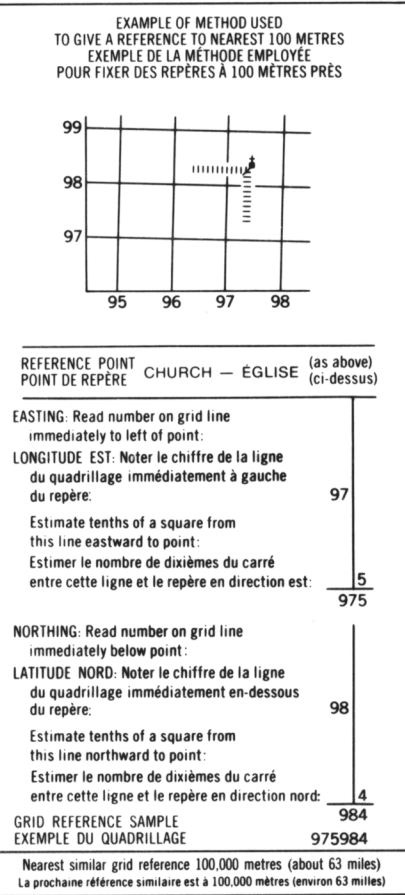 EXAMPLE OF METHOD USED
TO GIVE A REFERENCE TO NEAREST 100 METRES
EXEMPLE DE LA MÉTHODE EMPLOYÉE
POUR FIXER DES REPÈRES À 100 MÈTRES PRÈS
99
98
97
95 96 97 98
REFERENCE POINT
POINT DE REPÈRE CHURCH — ÉGLISE (as above)
(ci-dessus)
EASTING: Read number on grid line
immediately to left of point:
LONGITUDE EST: Noter le chiffre de la ligne
du quadrillage immédiatement à gauche
du repère: 97
Estimate tenths of a square from
this line eastward to point:
Estimer le nombre de dixièmes du carré
entre cette ligne et le repère en direction est: 5
975
NORTHING: Read number on grid line
immediately below point:
LATITUDE NORD: Noter le chiffre de la ligne
du quadrillage immédiatement en-dessous
du repère: 98
Estimate tenths of a square from
this line northward to point:
Estimer le nombre de dixièmes du carré
entre cette ligne et le repère en direction nord: 4
GRID REFERENCE SAMPLE 984
EXEMPLE DU QUADRILLAGE 975984
Nearest similar grid reference 100,000 metres (about 63 miles)
La prochaine référence similaire est à 100,000 mètres (environ 63 milles)